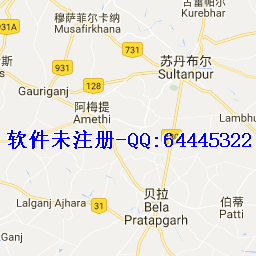 穆萨菲尔卡纳
Musafirkhana
古雷帕尔
Kurebhar
931A
731
苏丹布尔
Sultanpur
931
128
Gauriganj
阿梅提
Amethi
Lambhu
软件未注册-QQ:64445322
贝拉
Bela
Pratapgarh
伯蒂
Patti
Lalganj Ajhara
31
Ganj